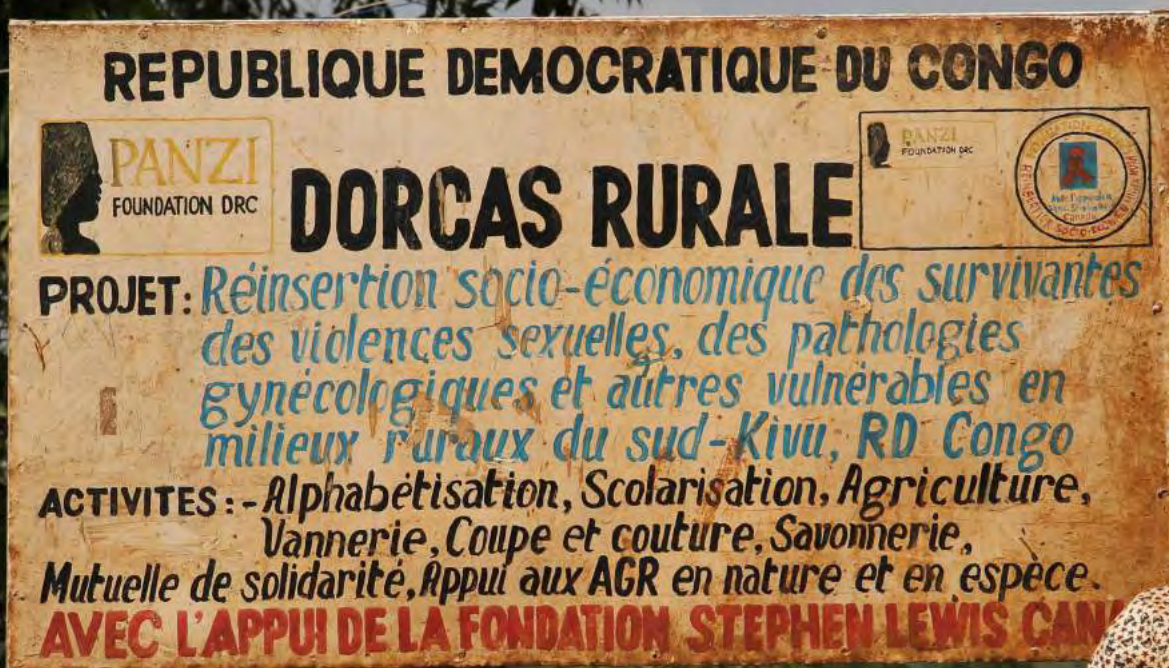 REPUBLIQUE DEMOCRATIQUE DU CONGO
PANZI
FOUNDATION DRC
DORCAS RURALE
PANZI
FOUNDATION DRC
PROJET: Réinsertion socio-économique des survivantes
des violences sexuelles, des pathologies
gynécologiques et autres vulnérables en
milieux ruraux du sud-Kivu, RD Congo
ACTIVITES: - Alphabétisation, Scolarisation, Agriculture,
Vannerie, Coupe et couture, Savonnerie,
Mutuelle de solidarité, Appui aux AGR en nature et en espèce.
AVEC L'APPUI DE LA FONDATION STEPHEN LEWIS